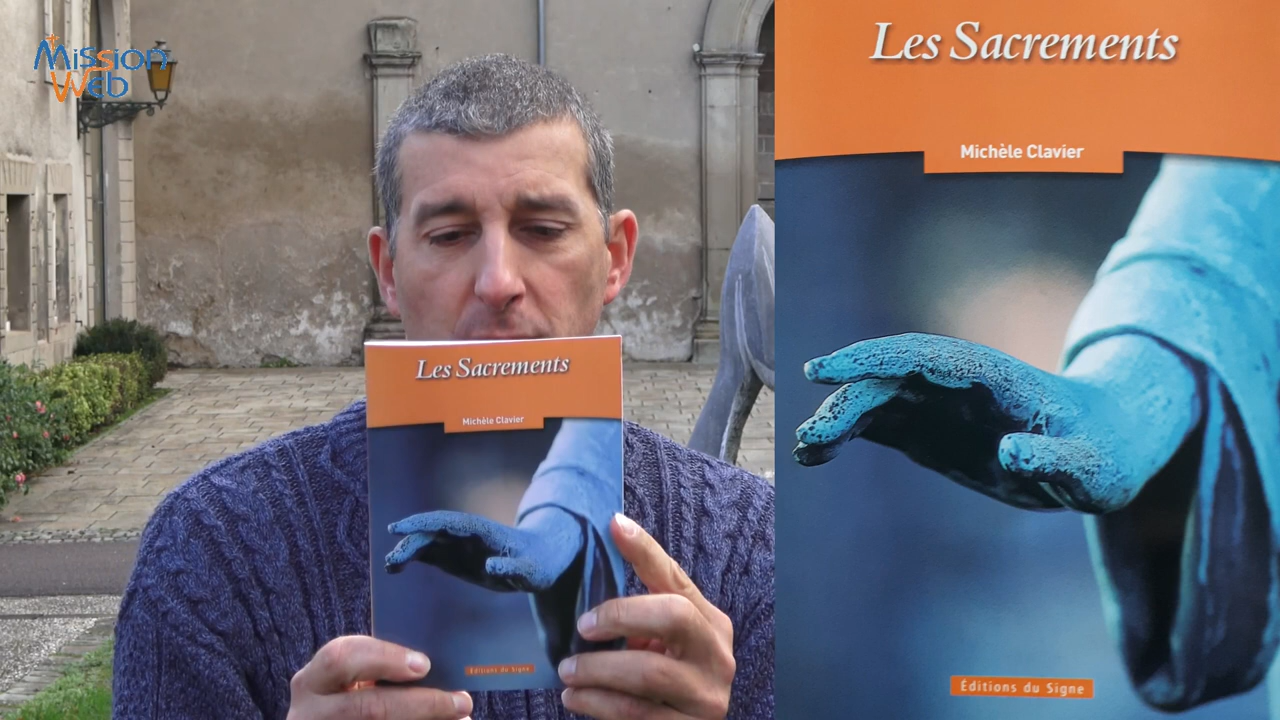 Mission
Web
Les Sacrements
Michèle Clavier
Éditions du Signe
Les Sacrements
Michèle Clavier
Éditions du Signe